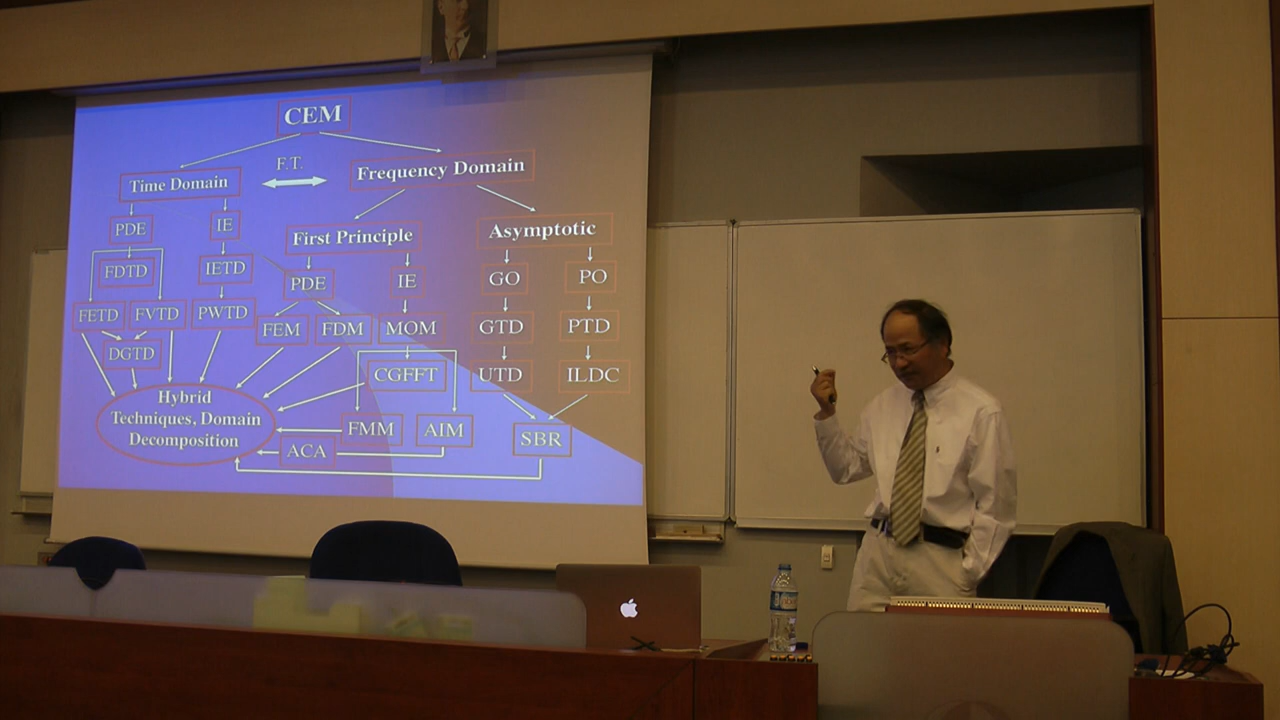 CEM
F.T.
Time Domain
Frequency Domain
PDE
IE
First Principle
Asymptotic
FDTD
IETD
PDE
IE
GO
PO
FETD
FVTD
PWTD
FEM
FDM
MOM
GTD
PTD
DGTD
CGFFT
UTD
ILDC
Hybrid
Techniques, Domain
Decomposition
FMM
AIM
SBR
ACA